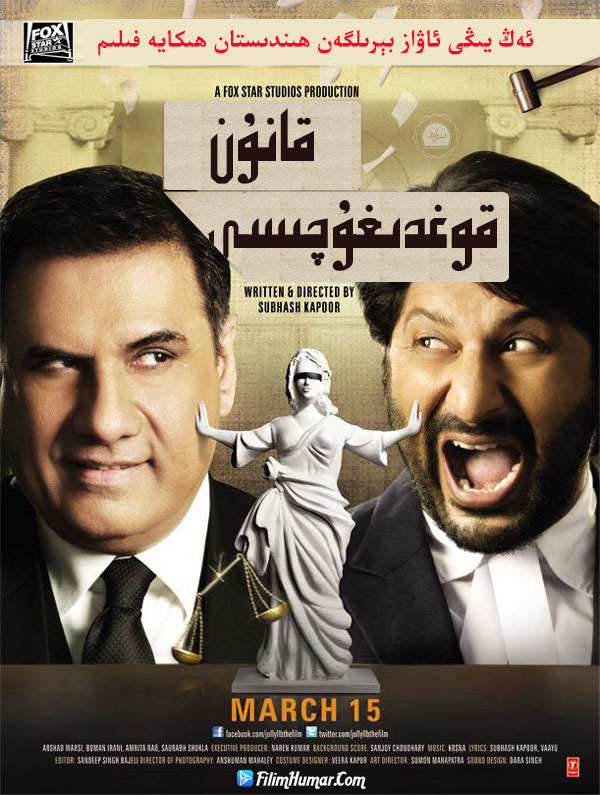 FOX
STAR
STUDIOS
ئەڭ يېڭى ئاۋاز بېرىلگەن ھىندىستان ھىكايە فىلىم
A FOX STAR STUDIOS PRODUCTION
قانۇن
قوغدىغۇچىسى
WRITTEN & DIRECTED BY
SUBHASH KAPOOR
MARCH 15
facebook.com/jollyllbthefilm twitter.com/jollyllbthefilm
ARSHAD WARSI, BOMAN IRANI, AMRITA RAO, SAURABH SHUKLA EXECUTIVE PRODUCER: NAREN KUMAR BACKGROUND SCORE: SANJOY CHOUDHARY MUSIC: KRSNA LYRICS: SUBHASH KAPOOR, VAAYU
EDITOR: SANDEEP SINGH BAJELI DIRECTOR OF PHOTOGRAPHY: ANSHUMAN MAHALEY COSTUME DESIGNER: VEERA KAPUR ART DIRECTOR: SUMON MAHAPATRA SOUND DESIGN: DARA SINGH
FilimHumar.Com